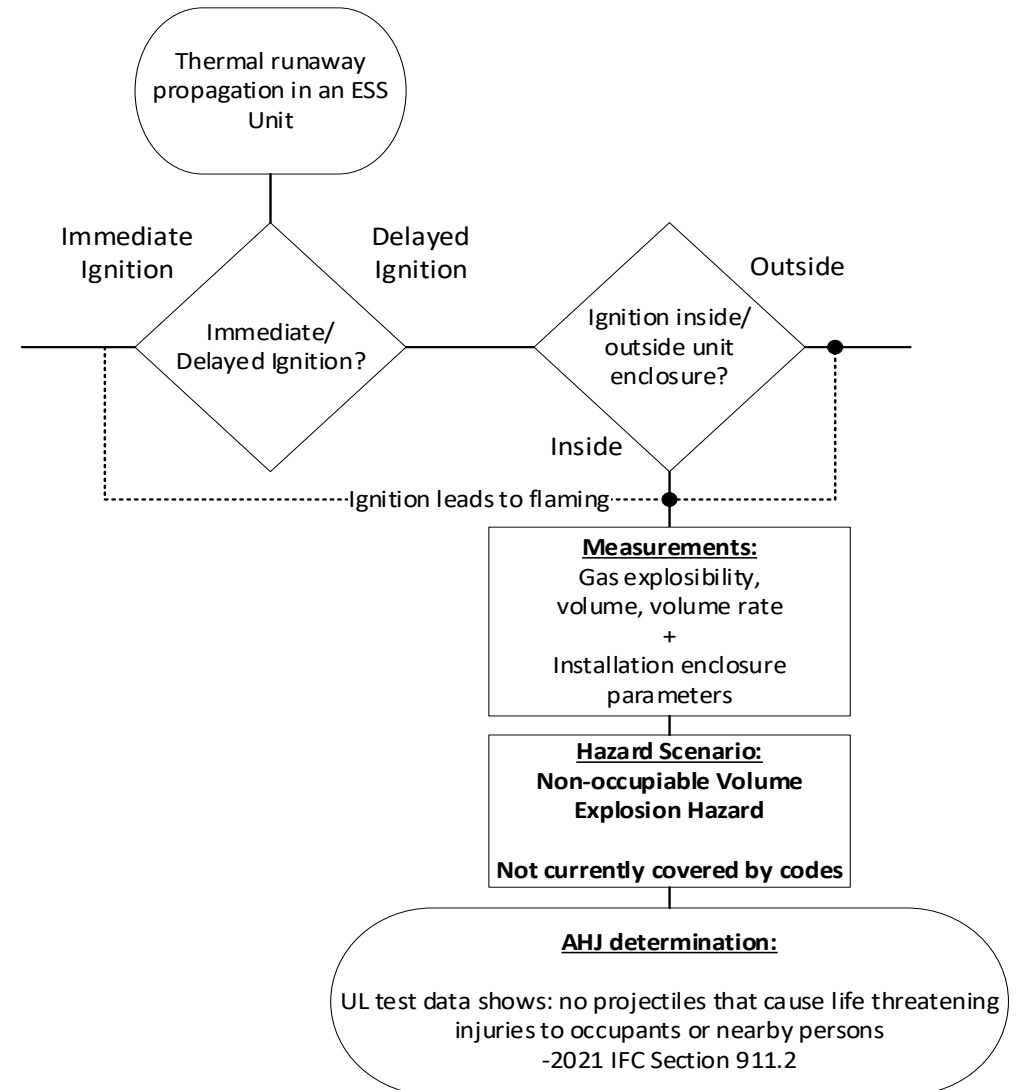 Thermal runaway
propagation in an ESS
Unit
Immediate
Ignition
Delayed
Ignition
Outside
Immediate/
Delayed Ignition?
Ignition inside/
outside unit
enclosure?
Inside
Ignition leads to flaming
Measurements:
Gas explosibility,
volume, volume rate
+
Installation enclosure
parameters
Hazard Scenario:
Non-occupiable Volume
Explosion Hazard
Not currently covered by codes
AHJ determination:
UL test data shows: no projectiles that cause life threatening
injuries to occupants or nearby persons
-2021 IFC Section 911.2